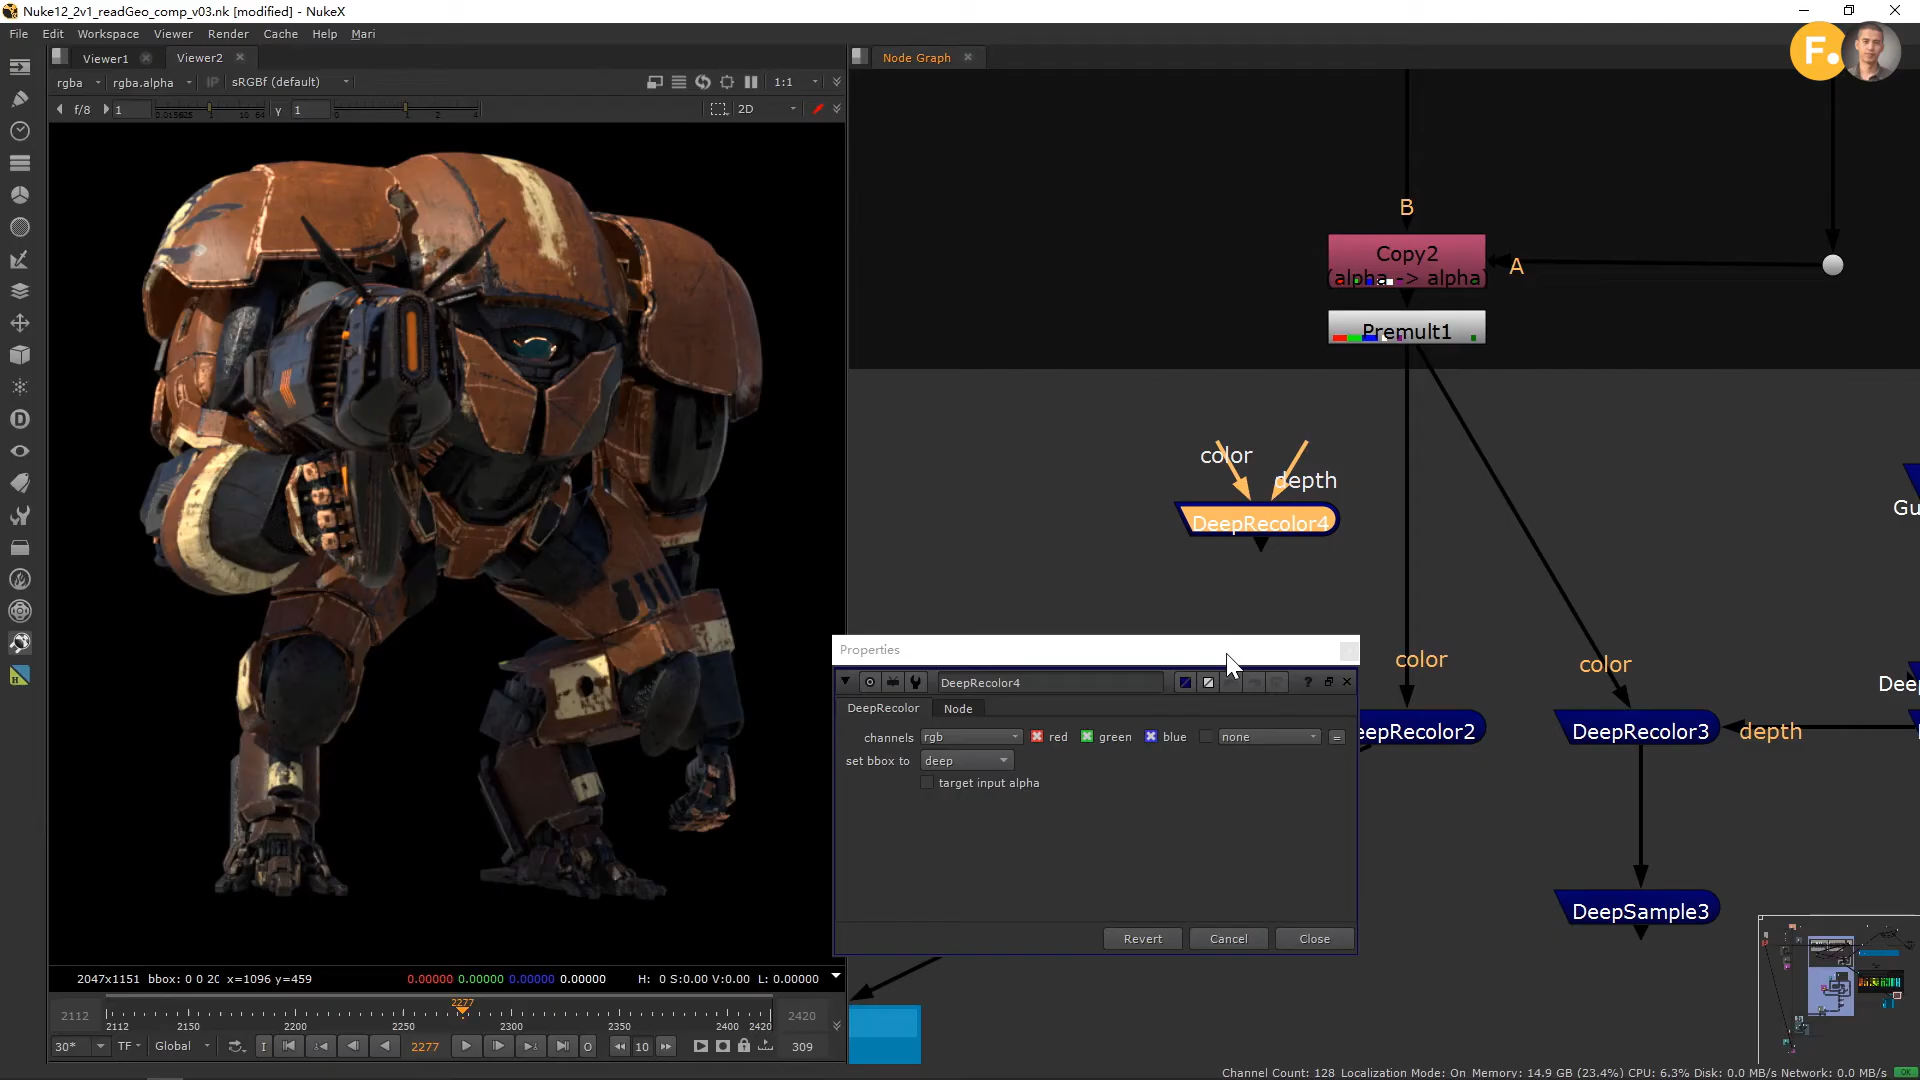 Nuke12_2v1_readGeo_comp_v03.nk [modified] - NukeX
File Edit Workspace Viewer Render Cache Help Mari
F.
Viewer1
Viewer2
Node Graph
rgba
rgba.alpha
IP
sRGBf (default)
1:1
f/8
1
γ
1
2D
B
Copy2
(alpha -> alpha)
A
Premult1
color
depth
DeepRecolor4
Gu
Properties
color
color
Deep
DeepRecolor4
DeepRecolor
Node
channels
rgb
red
green
blue
none
=
eepRecolor2
DeepRecolor3
depth
set bbox to
deep
target input alpha
DeepSample3
Revert
Cancel
Close
2047x1151 bbox: 0 0 20 x=1096 y=459
0.00000 0.00000 0.00000 0.00000
H: 0 S:0.00 V:0.00 L: 0.00000
2277
2112
2112
2150
2200
2250
2300
2350
2400
2420
2420
30*
TF
Global
I
2277
O
10
309
Channel Count: 128 Localization Mode: On Memory: 14.9 GB (23.4%) CPU: 6.3% Disk: 0.0 MB/s Network: 0.0 MB/s
OK